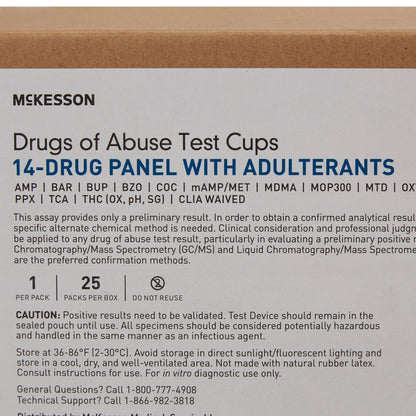 McKESSON
Drugs of Abuse Test Cups
14-DRUG PANEL WITH ADULTERANTS
AMP | BAR | BUP | BZO | COC | mAMP/MET | MDMA | MOP300 | MTD |
PPX | TCA | THC (OX, pH, SG) | CLIA WAIVED
This assay provides only a preliminary result. In order to obtain a confirmed analytical
specific alternate chemical method is needed. Clinical consideration and professional
be applied to any drug of abuse test result, particularly in evaluating a preliminary positive
Chromatography/Mass Spectrometry (GC/MS) and Liquid Chromatography/Mass
are the preferred confirmation methods.
1
PER PACK
25
PACKS PER BOX
DO NOT REUSE
CAUTION: Positive results need to be validated. Test Device should remain in the
sealed pouch until use. All specimens should be considered potentially hazardous
and handled in the same manner as an infectious agent.
Store at 36-86°F (2-30°C). Avoid storage in direct sunlight/fluorescent lighting and
store in a cool, dry, and well-ventilated area. Not made with natural rubber latex.
Consult instructions for use. For in vitro diagnostic use only.
General Questions? Call 1-800-777-4908
Technical Support? Call 1-866-982-3818
Distributed by McKesson Medical-Surgical